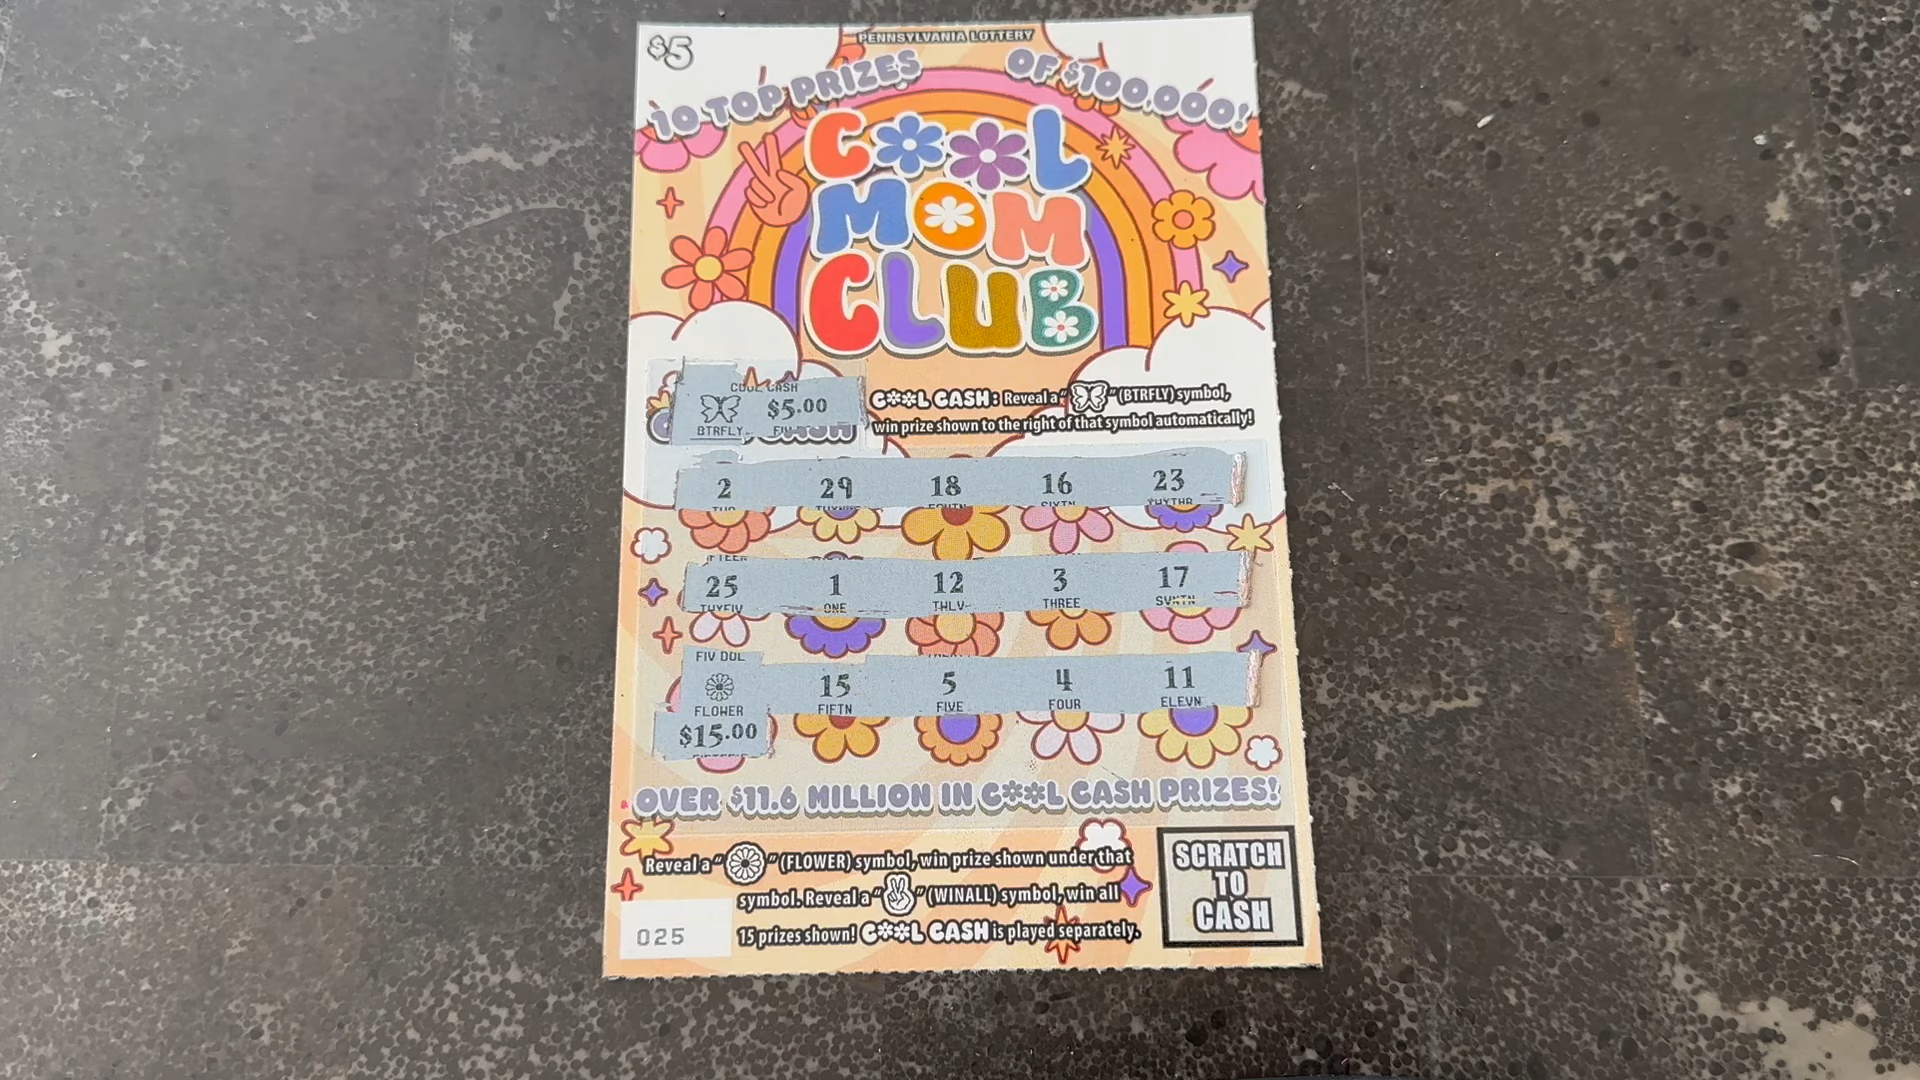 $5
PENNSYLVANIA LOTTERY
10 TOP PRIZES OF $100,000!
COOL
MOM
CLUB
COOL CASH
$5.00
BTRFLY
COOL CASH: Reveal a " " (BTRFLY) symbol,
win prize shown to the right of that symbol automatically!
CASH
2 29 18 16 23
25 1 12 3 17
ONE THREE
FIV DOL
15 5 4 11
FLOWER FIFTN FIVE FOUR ELEVN
$15.00
OVER $11.6 MILLION IN COOL CASH PRIZES!
Reveal a " " (FLOWER) symbol, win prize shown under that
symbol. Reveal a " " (WINALL) symbol, win all
15 prizes shown! COOL CASH is played separately.
025
SCRATCH
TO
CASH